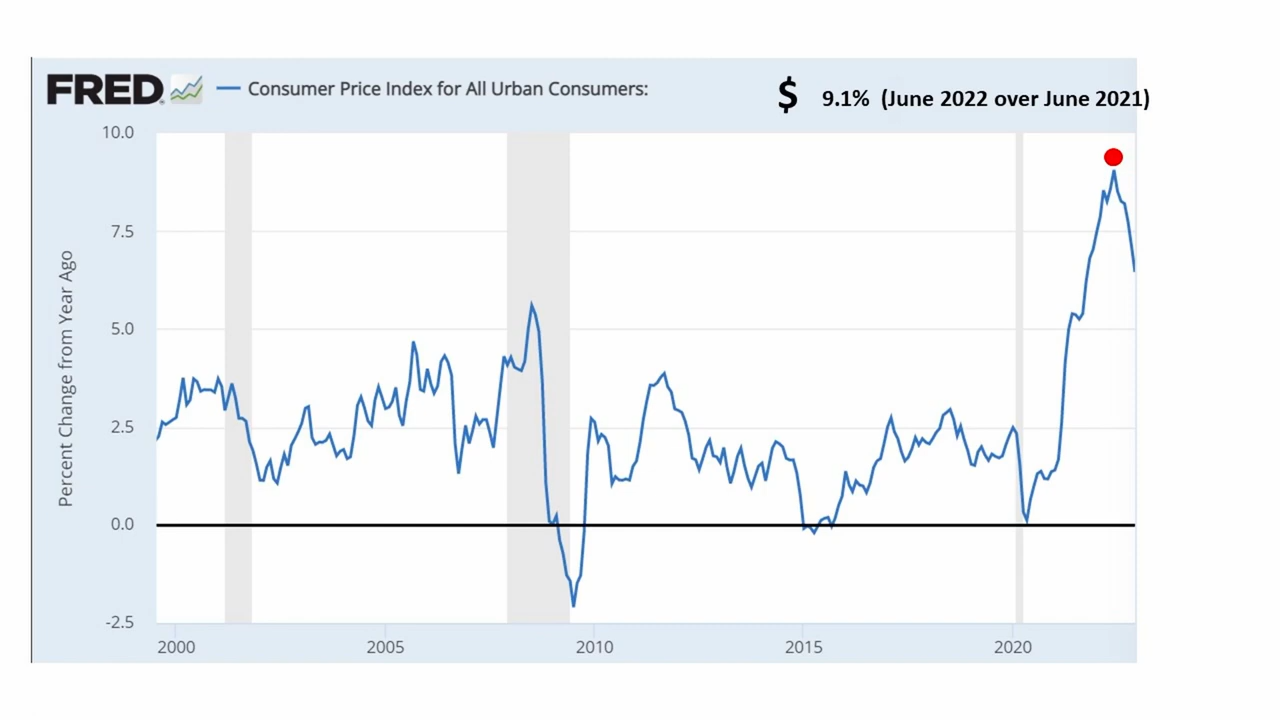 FRED Consumer Price Index for All Urban Consumers: $ 9.1% (June 2022 over June 2021)
Percent Change from Year Ago
10.0
7.5
5.0
2.5
0.0
-2.5
2000 2005 2010 2015 2020